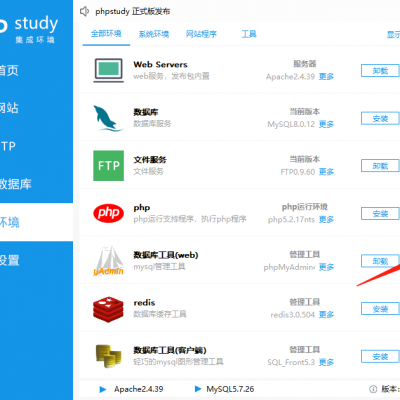 study
集成环境
首页
网站
TP
数据库
环境
设置
phpstudy 正式版发布
全部环境 系统环境 网站程序 工具 显示
Web Servers
web服务，发布包内置
服务器
Apache2.4.39 更多
卸载
数据库
数据库服务
当前版本
MySQL8.0.12 更多
安装
FTP
文件服务
文件服务
当前版本
FTP0.9.60 更多
卸载
php
php
php运行支持程序，执行php程序
php运行环境
php5.2.17nts 更多
安装
数据库工具(web)
mysql管理工具
管理工具
phpMyAdmin 更多
卸载
redis
数据库缓存工具
管理工具
redis3.0.504 更多
安装
数据库工具(客户端)
轻巧的mysql图形管理工具
管理工具
SQL_Front5.3 更多
安装
Apache2.4.39 MySQL5.7.26 版本: